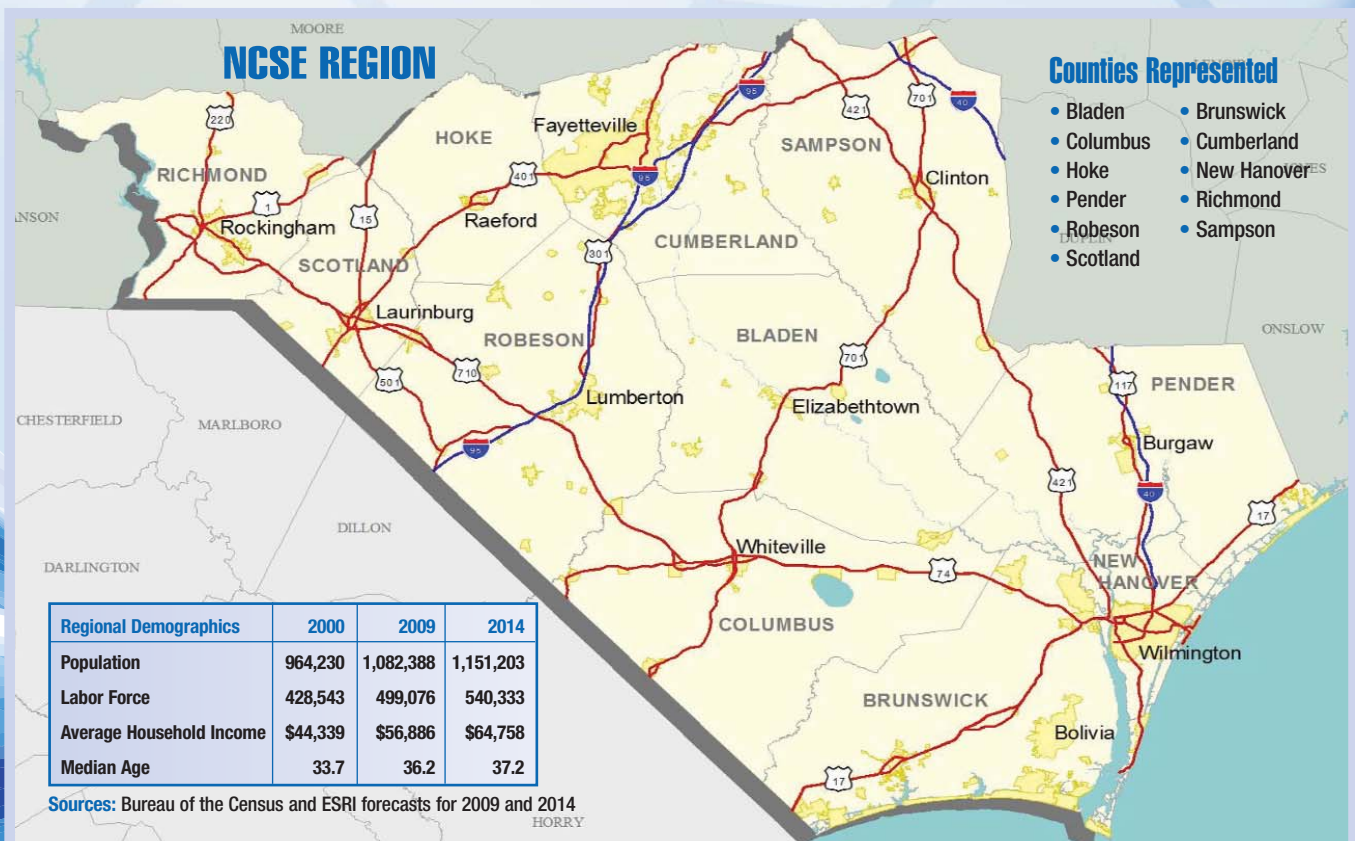 MOORE
NCSE REGION
Counties Represented
• Bladen
• Columbus
• Hoke
• Pender
• Robeson
• Scotland
• Brunswick
• Cumberland
• New Hanover
• Richmond
• Sampson
JONES
DUPLIN
ONSLOW
ANSON
220
RICHMOND
1
Rockingham
HOKE
15
401
Raeford
Fayetteville
95
95
SAMPSON
421
701
40
Clinton
SCOTLAND
Laurinburg
CUMBERLAND
301
ROBESON
BLADEN
701
501
710
Lumberton
Elizabethtown
95
PENDER
117
Burgaw
40
421
17
CHESTERFIELD
MARLBORO
DILLON
DARLINGTON
Whiteville
74
NEW
HANOVER
COLUMBUS
Wilmington
BRUNSWICK
Bolivia
17
HORRY
Regional Demographics 2000 2009 2014
Population 964,230 1,082,388 1,151,203
Labor Force 428,543 499,076 540,333
Average Household Income $44,339 $56,886 $64,758
Median Age 33.7 36.2 37.2
Sources: Bureau of the Census and ESRI forecasts for 2009 and 2014